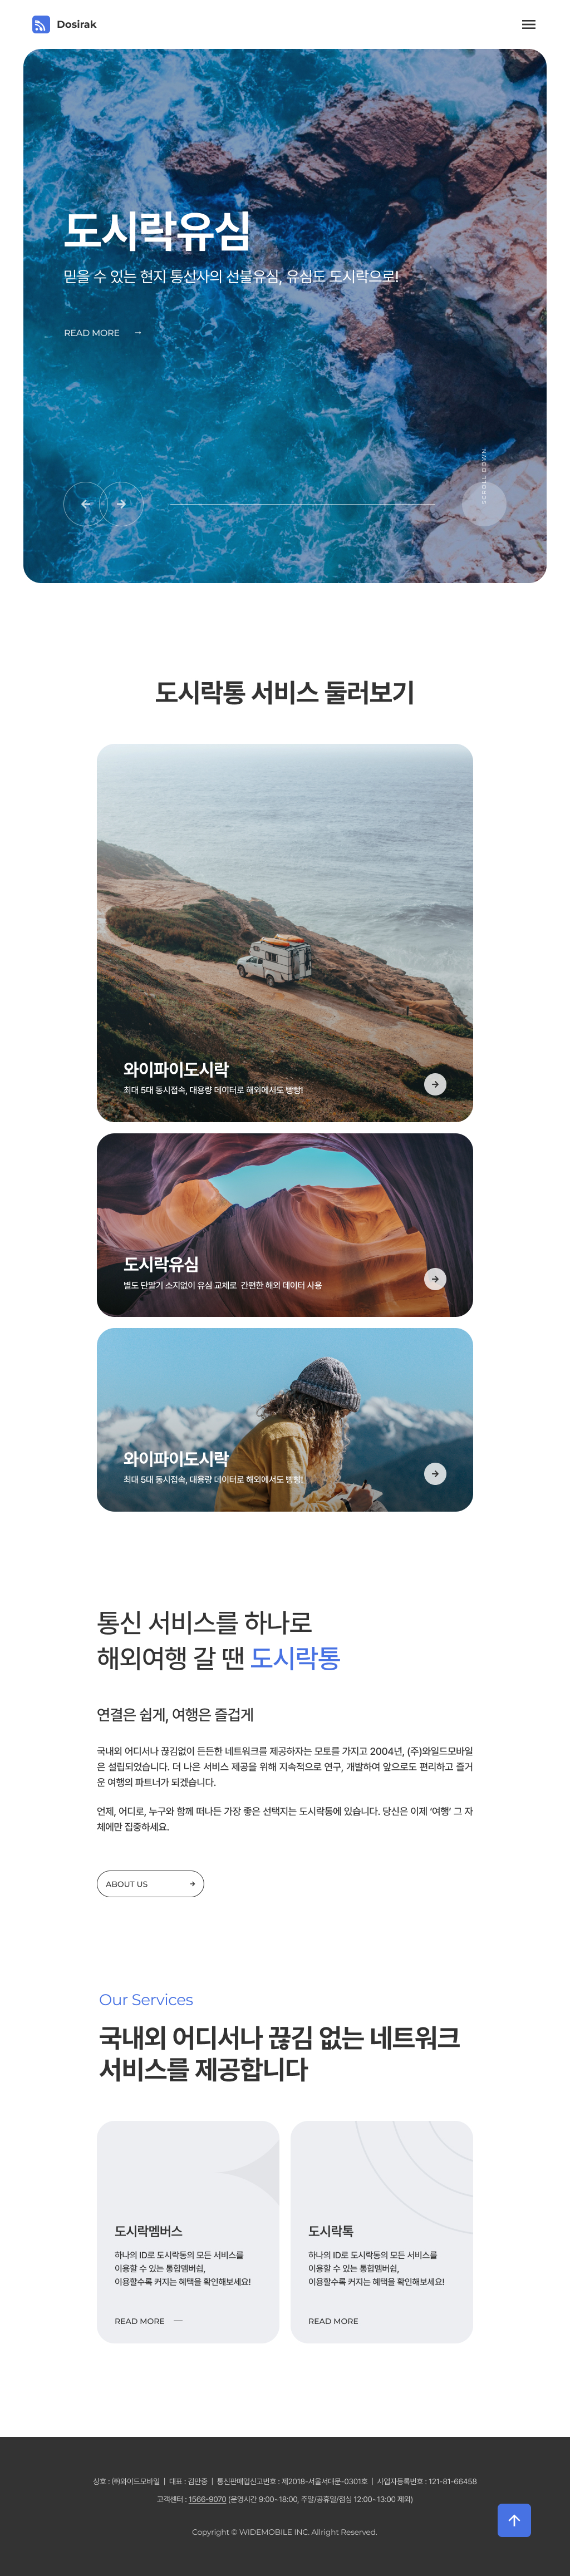 Dosirak
도시락유심
믿을 수 있는 현지 통신사의 선불유심, 유심도 도시락으로!
READ MORE →
SCROLL DOWN
도시락통 서비스 둘러보기
와이파이도시락
최대 5대 동시접속, 대용량 데이터로 해외에서도 빵빵!
도시락유심
별도 단말기 소지없이 유심 교체로 간편한 해외 데이터 사용
와이파이도시락
최대 5대 동시접속, 대용량 데이터로 해외에서도 빵빵!
통신 서비스를 하나로
해외여행 갈 땐 도시락통
연결은 쉽게, 여행은 즐겁게
국내외 어디서나 끊김없이 든든한 네트워크를 제공하자는 모토를 가지고 2004년, (주)와일드모바일
은 설립되었습니다. 더 나은 서비스 제공을 위해 지속적으로 연구, 개발하여 앞으로도 편리하고 즐거
운 여행의 파트너가 되겠습니다.
언제, 어디로, 누구와 함께 떠나든 가장 좋은 선택지는 도시락통에 있습니다. 당신은 이제 ‘여행’ 그 자
체에만 집중하세요.
ABOUT US →
Our Services
국내외 어디서나 끊김 없는 네트워크
서비스를 제공합니다
도시락멤버스
하나의 ID로 도시락통의 모든 서비스를
이용할 수 있는 통합멤버쉽,
이용할수록 커지는 혜택을 확인해보세요!
READ MORE
도시락톡
하나의 ID로 도시락통의 모든 서비스를
이용할 수 있는 통합멤버쉽,
이용할수록 커지는 혜택을 확인해보세요!
READ MORE
상호 : ㈜와이드모바일 | 대표 : 김만중 | 통신판매업신고번호 : 제2018-서울서대문-0301호 | 사업자등록번호 : 121-81-66458
고객센터 : 1566-9070 (운영시간 9:00~18:00, 주말/공휴일/점심 12:00~13:00 제외)
Copyright © WIDEMOBILE INC. Allright Reserved.